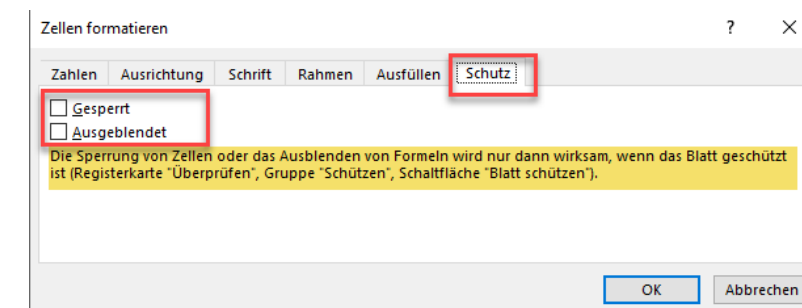 Zellen formatieren ? ×
Zahlen Ausrichtung Schrift Rahmen Ausfüllen Schutz
Gesperrt
Ausgeblendet
Die Sperrung von Zellen oder das Ausblenden von Formeln wird nur dann wirksam, wenn das Blatt geschützt
ist (Registerkarte "Überprüfen", Gruppe "Schützen", Schaltfläche "Blatt schützen").
OK Abbrechen